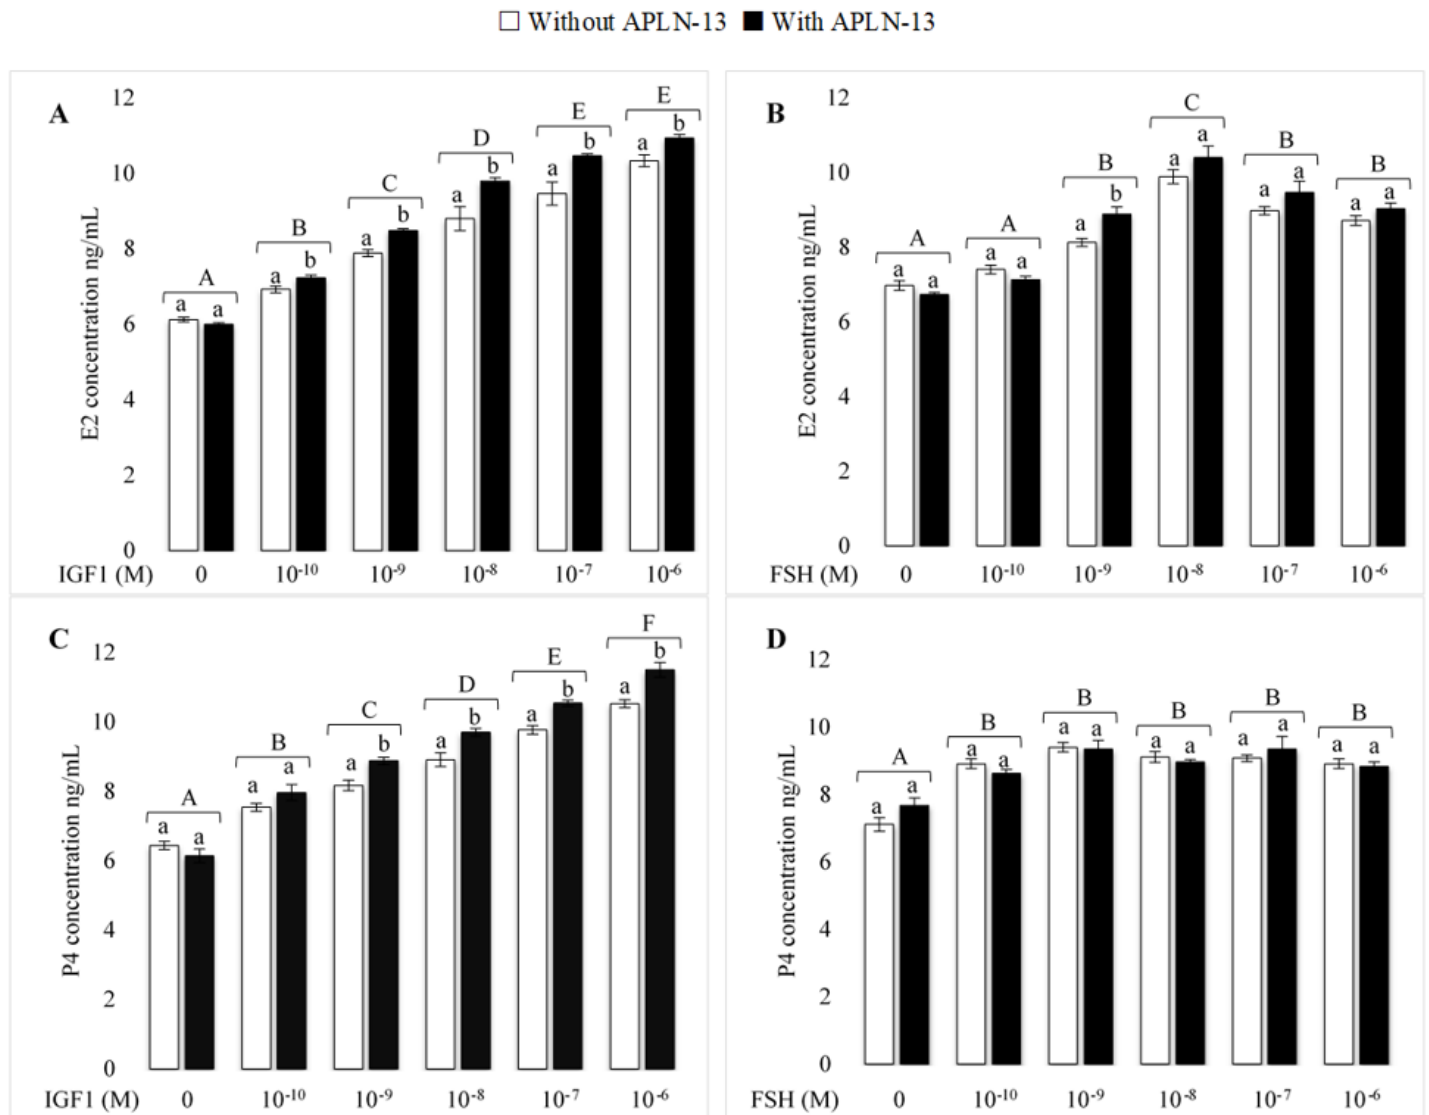 □ Without APLN-13 ■ With APLN-13
A
E2 concentration ng/mL
12
10
8
6
4
2
0
A B C D E E
a a a b a b a b a b a b
IGF1 (M) 0 10⁻¹⁰ 10⁻⁹ 10⁻⁸ 10⁻⁷ 10⁻⁶
B
E2 concentration ng/mL
12
10
8
6
4
2
0
A A B C B B
a a a a a b a a a a a a
FSH (M) 0 10⁻¹⁰ 10⁻⁹ 10⁻⁸ 10⁻⁷ 10⁻⁶
C
P4 concentration ng/mL
12
10
8
6
4
2
0
A B C D E F
a a a a a b a b a b a b
IGF1 (M) 0 10⁻¹⁰ 10⁻⁹ 10⁻⁸ 10⁻⁷ 10⁻⁶
D
P4 concentration ng/mL
12
10
8
6
4
2
0
A B B B B B
a a a a a a a a a a a a
FSH (M) 0 10⁻¹⁰ 10⁻⁹ 10⁻⁸ 10⁻⁷ 10⁻⁶